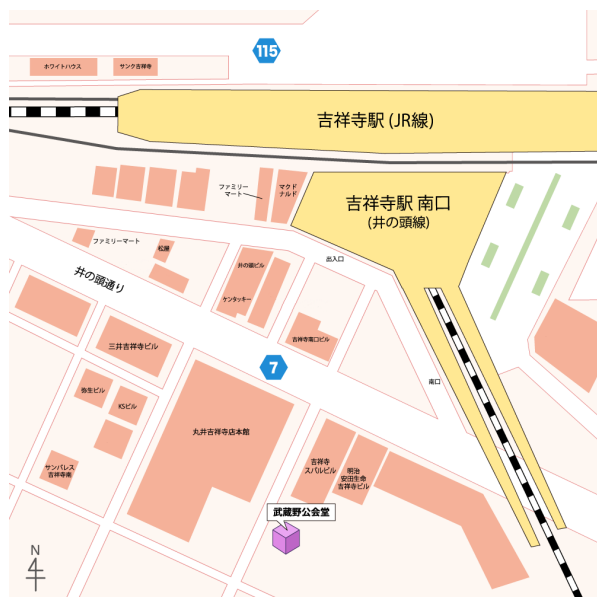 115
ホワイトハウス
サンク吉祥寺
吉祥寺駅 (JR線)
ファミリー
マート
マクド
ナルド
吉祥寺駅 南口
(井の頭線)
ファミリーマート
松屋
井の頭ビル
出入口
井の頭通り
ケンタッキー
吉祥寺南口ビル
三井吉祥寺ビル
7
南口
弥生ビル
KSビル
丸井吉祥寺店本館
サンパレス
吉祥寺南
吉祥寺
スバルビル
明治
安田生命
吉祥寺ビル
武蔵野公会堂
N